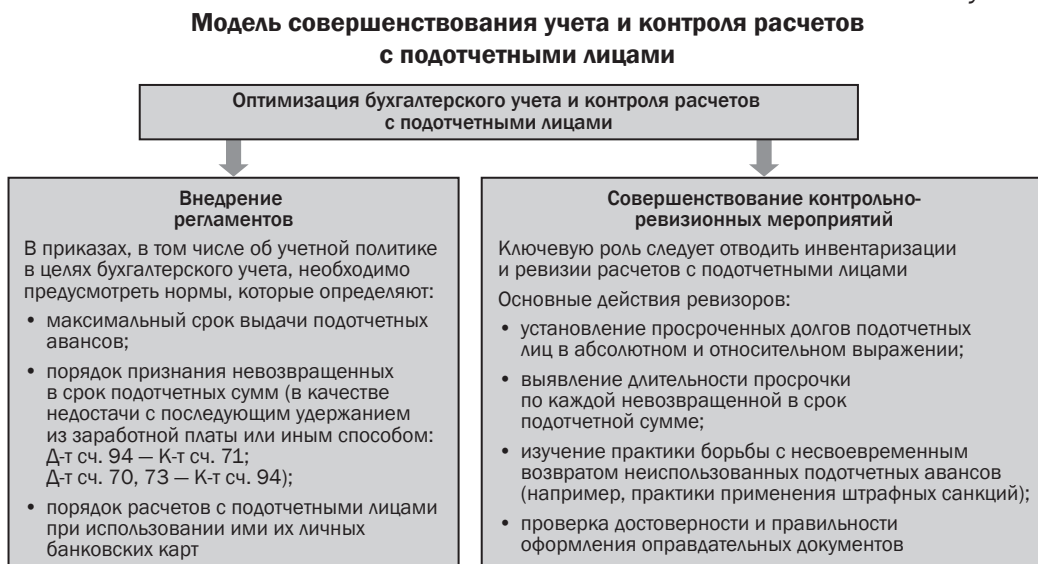 Модель совершенствования учета и контроля расчетов
с подотчетными лицами
Оптимизация бухгалтерского учета и контроля расчетов
с подотчетными лицами
Внедрение
регламентов
В приказах, в том числе об учетной политике
в целях бухгалтерского учета, необходимо
предусмотреть нормы, которые определяют:
• максимальный срок выдачи подотчетных
авансов;
• порядок признания невозвращенных
в срок подотчетных сумм (в качестве
недостачи с последующим удержанием
из заработной платы или иным способом:
Д-т сч. 94 — К-т сч. 71;
Д-т сч. 70, 73 — К-т сч. 94);
• порядок расчетов с подотчетными лицами
при использовании ими их личных
банковских карт
Совершенствование контрольно-
ревизионных мероприятий
Ключевую роль следует отводить инвентаризации
и ревизии расчетов с подотчетными лицами
Основные действия ревизоров:
• установление просроченных долгов подотчетных
лиц в абсолютном и относительном выражении;
• выявление длительности просрочки
по каждой невозвращенной в срок
подотчетной сумме;
• изучение практики борьбы с несвоевременным
возвратом неиспользованных подотчетных авансов
(например, практики применения штрафных санкций);
• проверка достоверности и правильности
оформления оправдательных документов